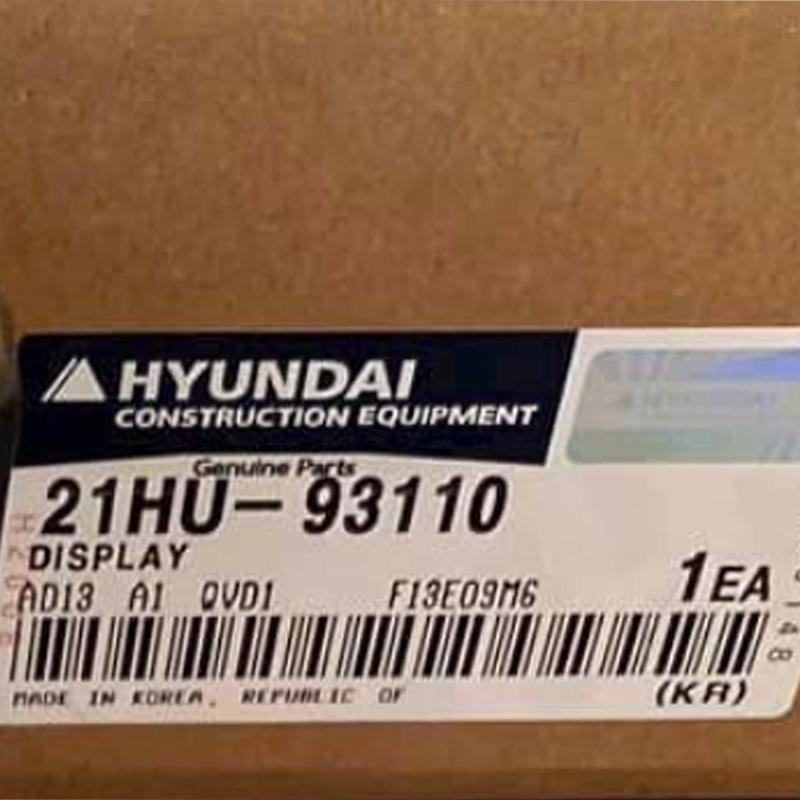 HYUNDAI
CONSTRUCTION EQUIPMENT
Genuine Parts
21HU-93110
DISPLAY
1EA
AD13 A1 QVD1 F13E09M6
MADE IN KOREA, REPUBLIC OF
(KR)